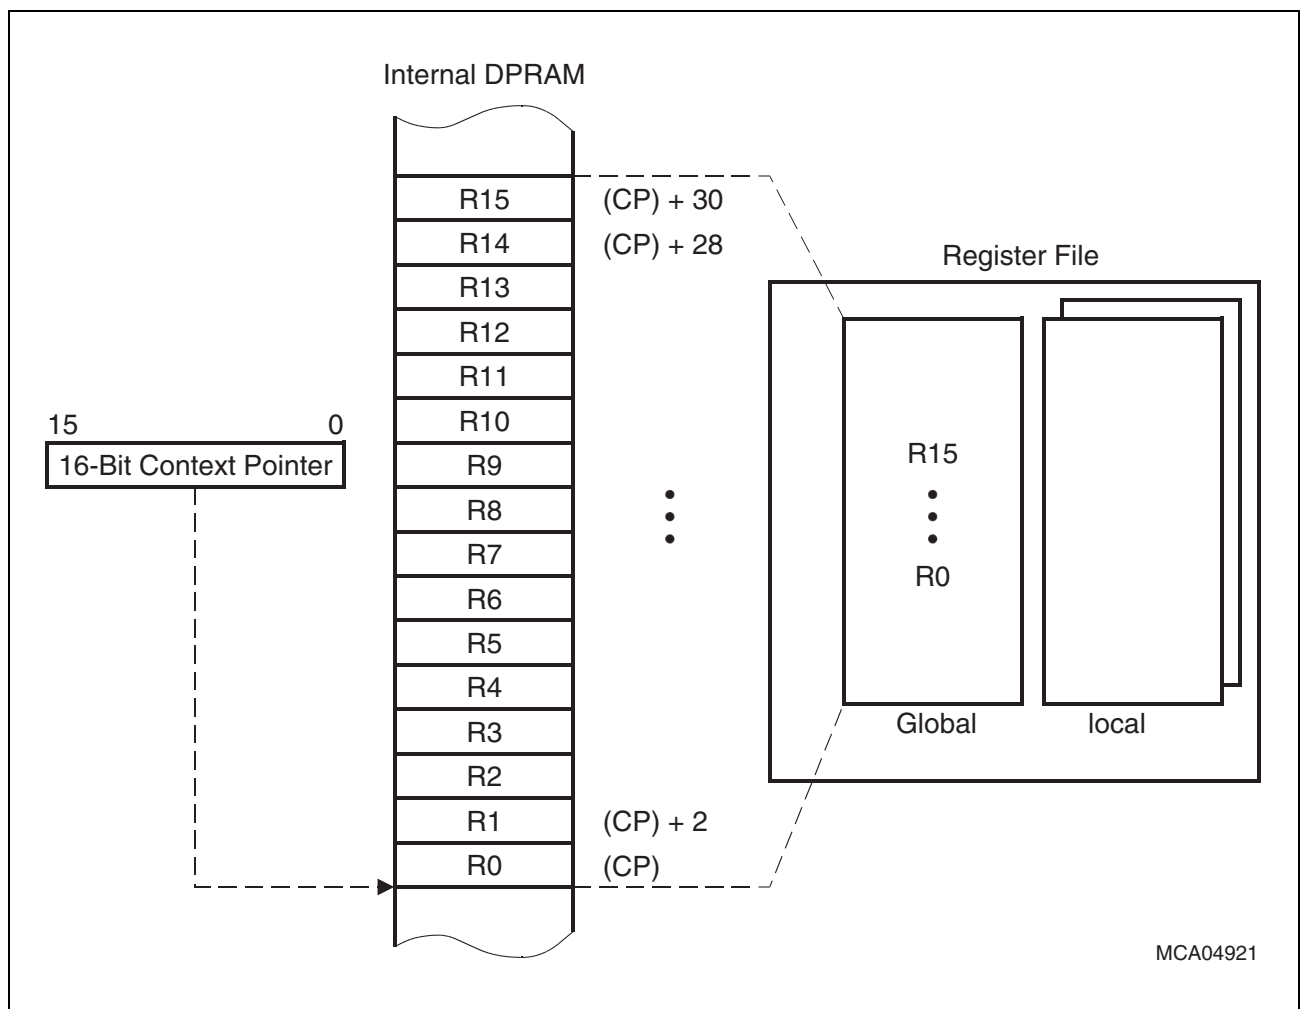 Internal DPRAM
R15 (CP) + 30
R14 (CP) + 28
R13
R12
R11
R10
R9
R8
R7
R6
R5
R4
R3
R2
R1 (CP) + 2
R0 (CP)
15 0
16-Bit Context Pointer
Register File
R15
R0
Global local
MCA04921